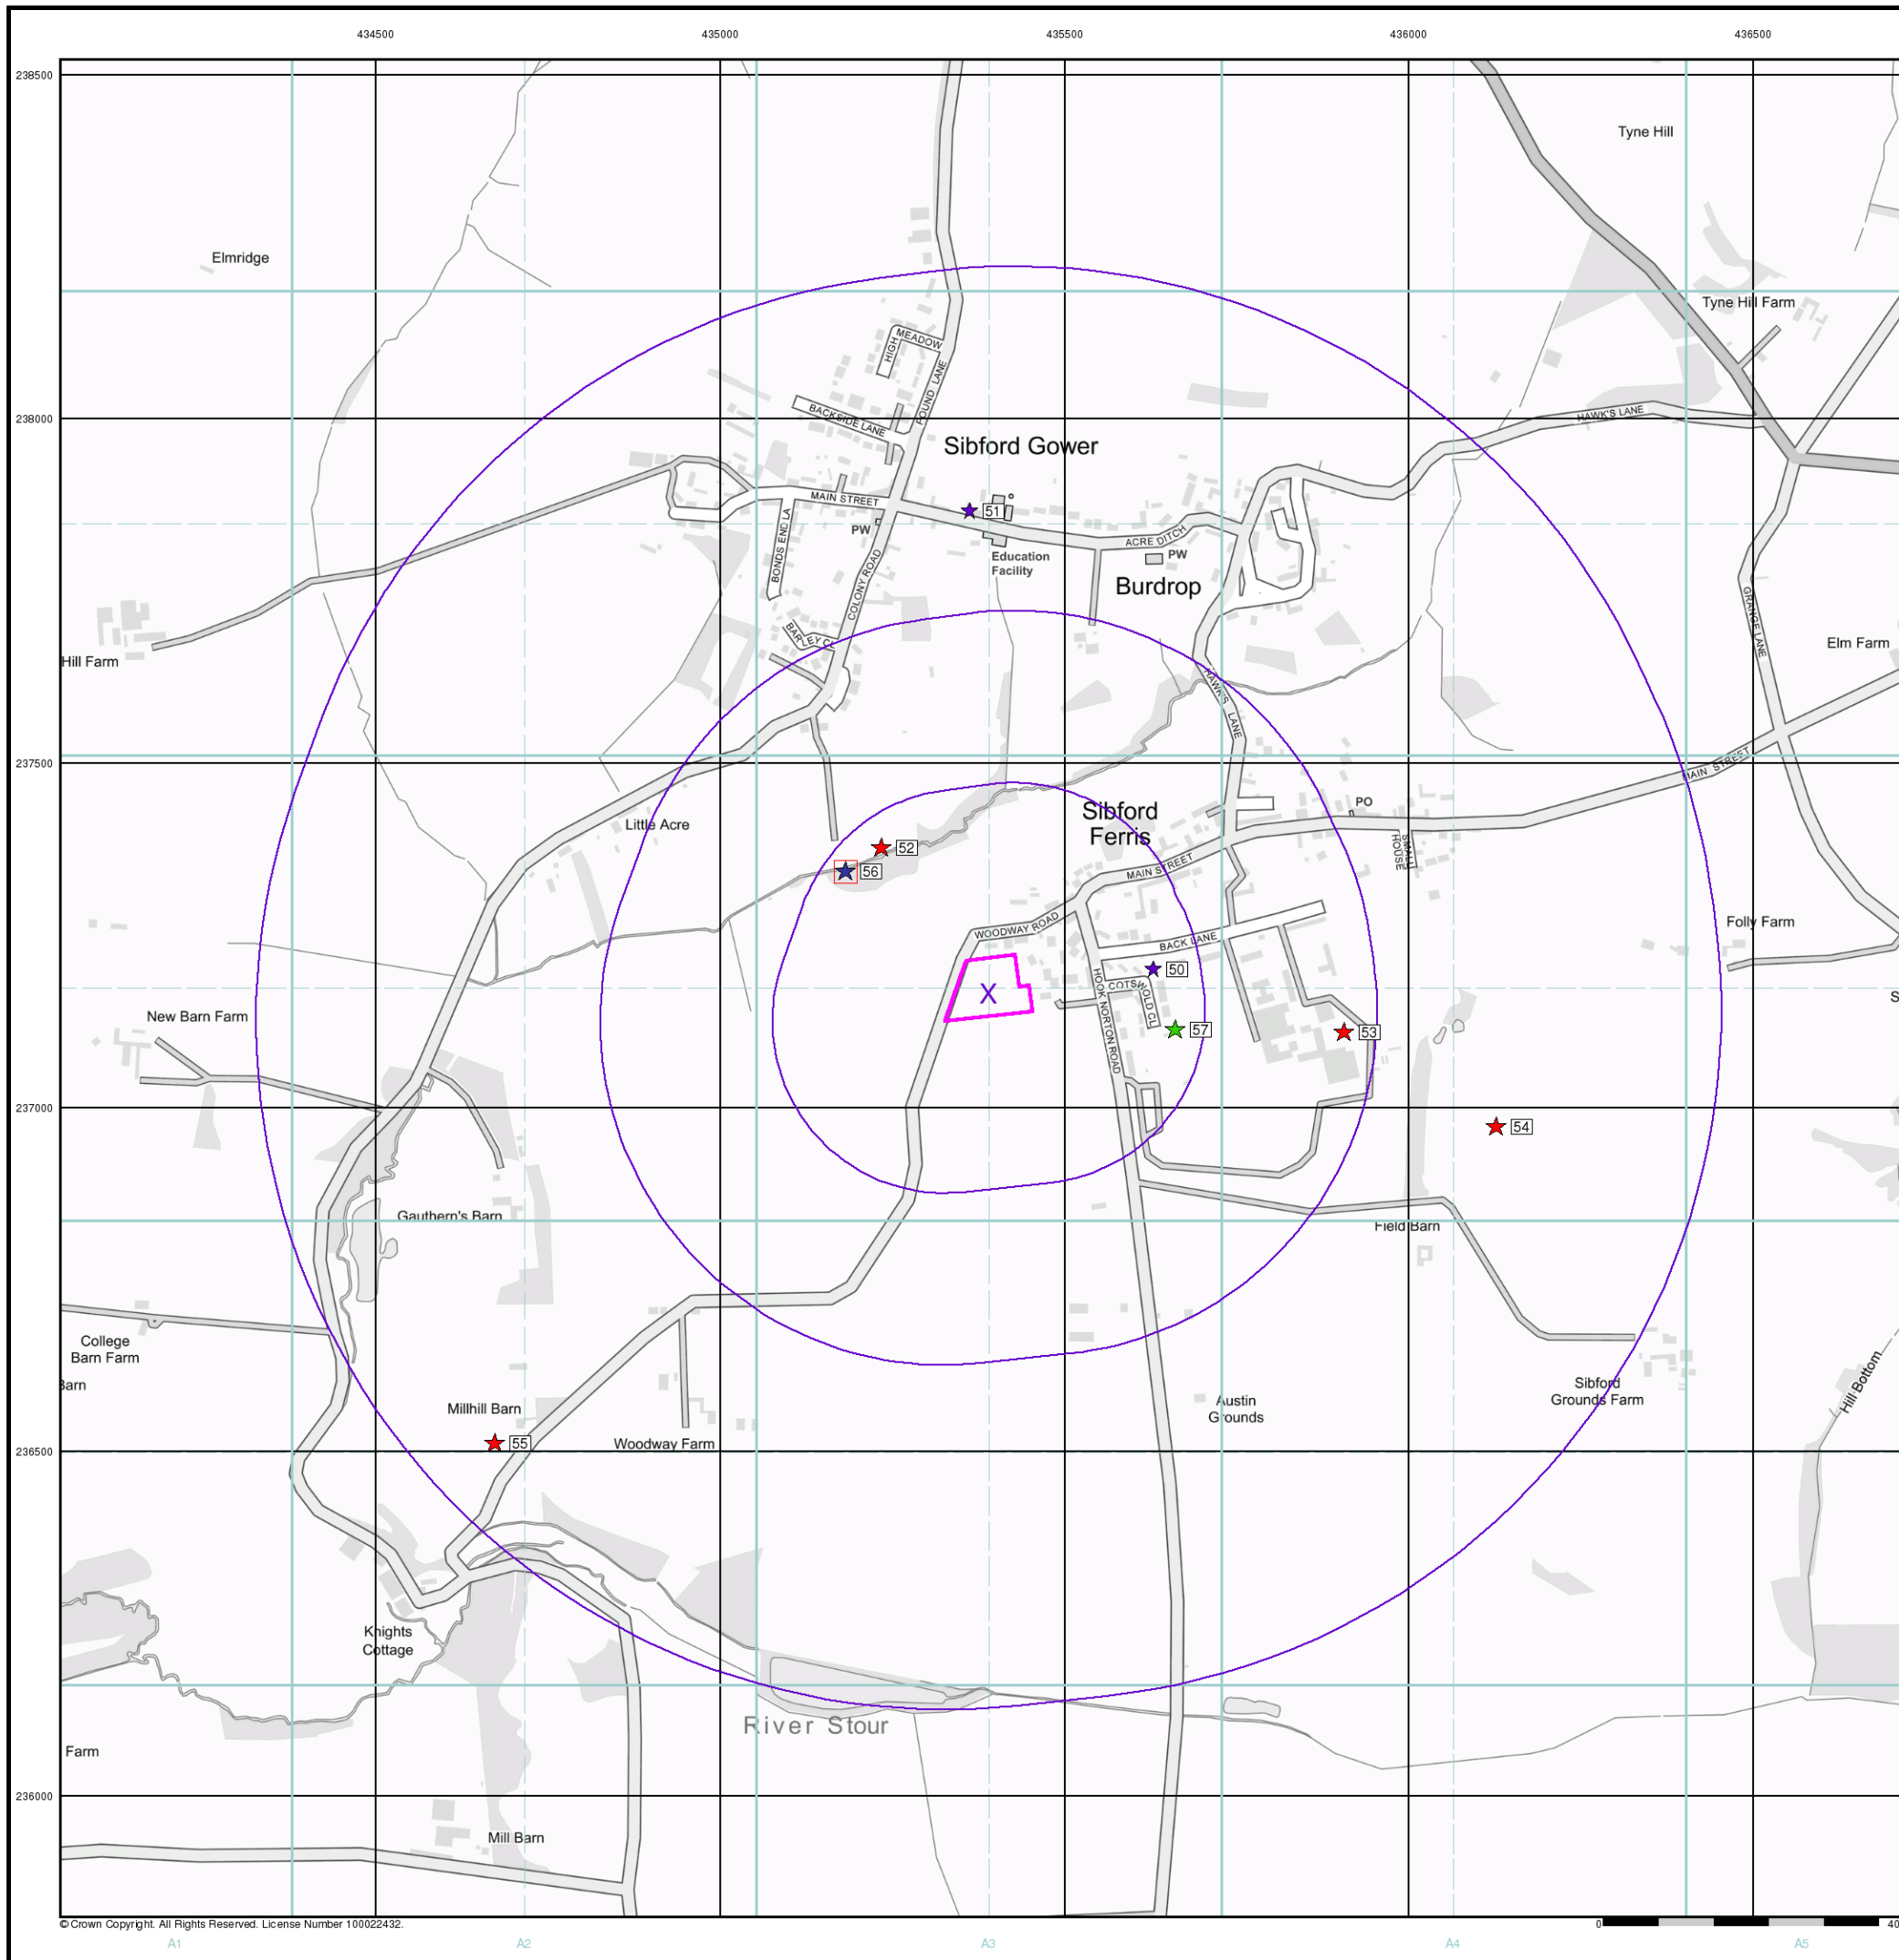 434500 435000 435500 436000 436500
238500
Tyne Hill
Elmridge
Tyne Hill Farm
HIGH MEADOW
POUND LANE
BACKSIDE LANE
HAWK'S LANE
238000
Sibford Gower
MAIN STREET
51
PW
BONDS END LA
COLONY ROAD
Education
Facility
ACRE DITCH
PW
Burdrop
GRANGE LANE
BARLEY CL
Hill Farm
Elm Farm
HAWK'S LANE
237500
MAIN STREET
Little Acre
Sibford
Ferris
PO
SMALL
HOUSE
52
56
MAIN STREET
WOODWAY ROAD
Folly Farm
BACK LANE
50
HOOK NORTON ROAD
COTSWOLD CL
X
S
New Barn Farm
57
53
237000
54
Gauthern's Barn
Field Barn
College
Barn Farm
Barn
Hill Bottom
Sibford
Grounds Farm
Millhill Barn
Austin
Grounds
55
Woodway Farm
236500
Knights
Cottage
River Stour
Farm
236000
Mill Barn
© Crown Copyright. All Rights Reserved. License Number 100022432.
0 40
A1 A2 A3 A4 A5